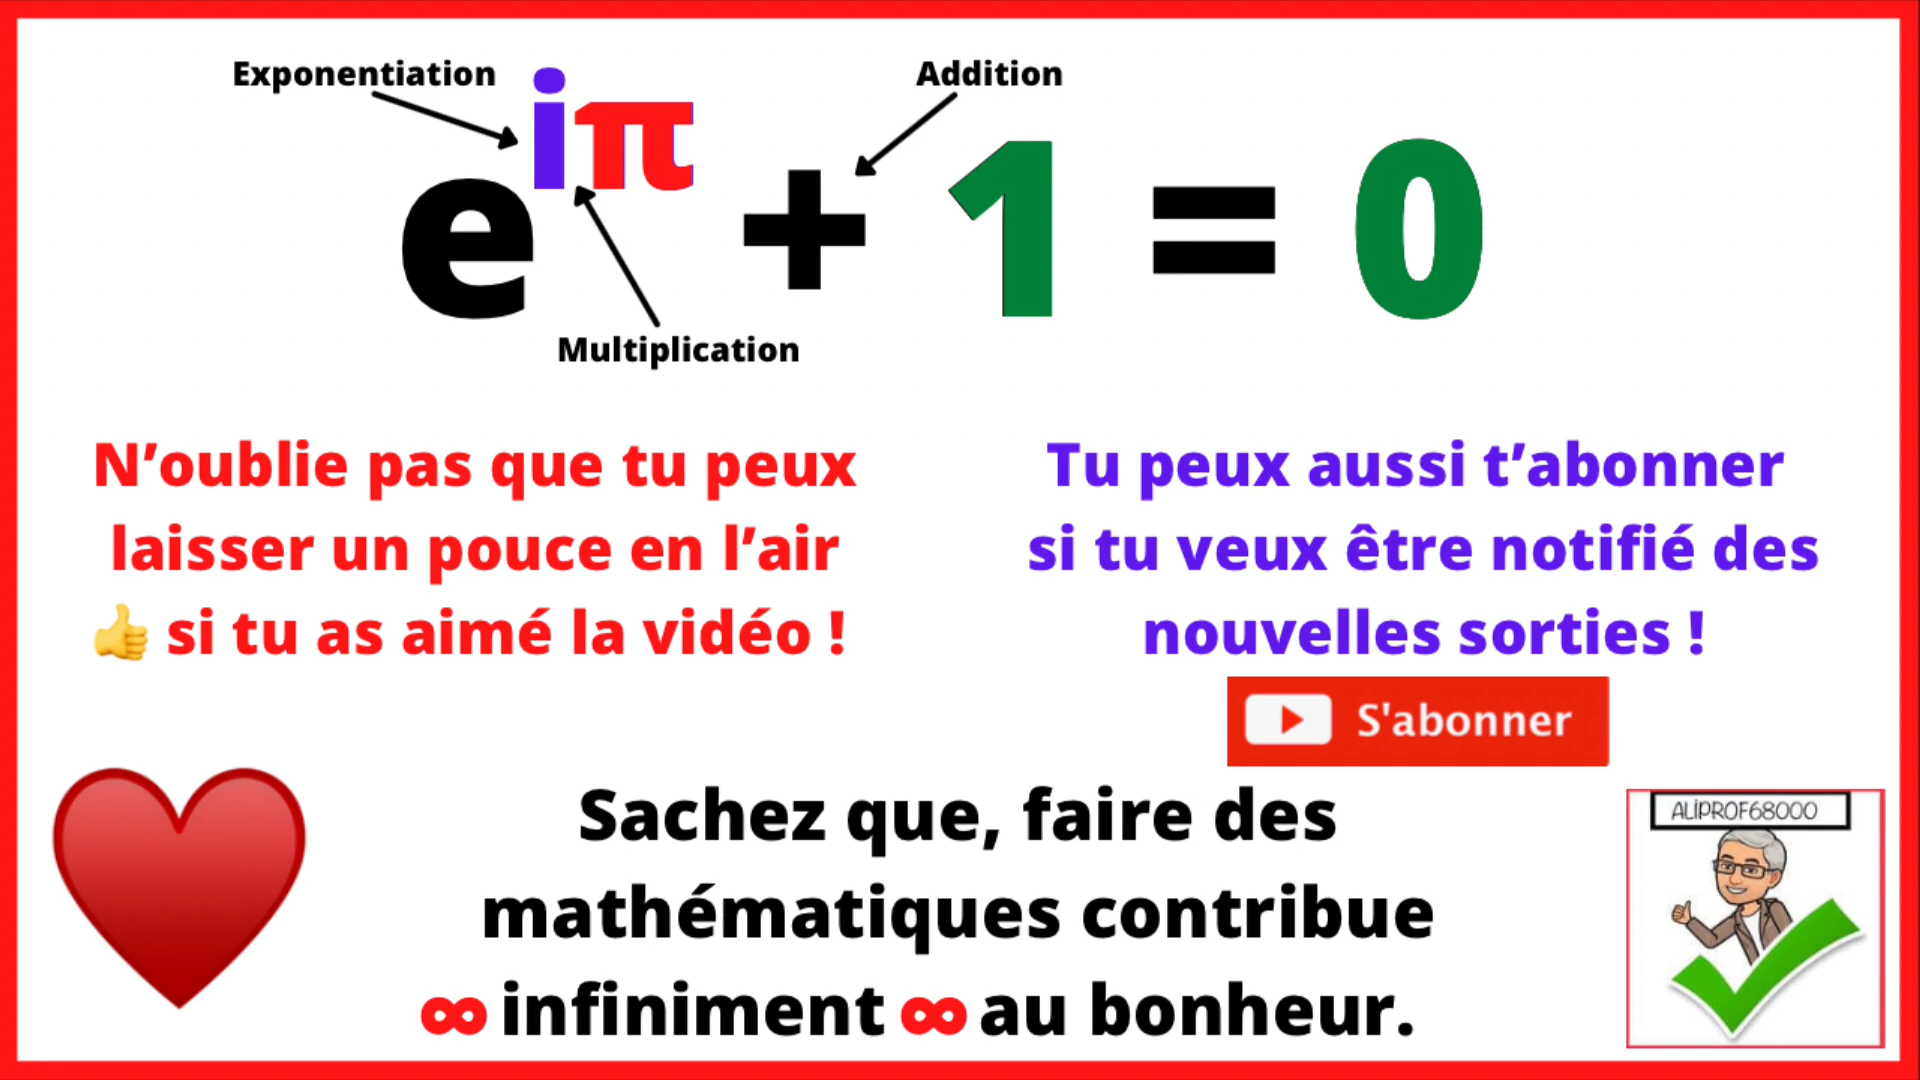 Exponentiation
Addition
e^{iπ} + 1 = 0
Multiplication
N’oublie pas que tu peux
laisser un pouce en l’air
👍 si tu as aimé la vidéo !
Tu peux aussi t’abonner
si tu veux être notifié des
nouvelles sorties !
S'abonner
Sachez que, faire des
mathématiques contribue
∞ infiniment ∞ au bonheur.
ALİPROF68000